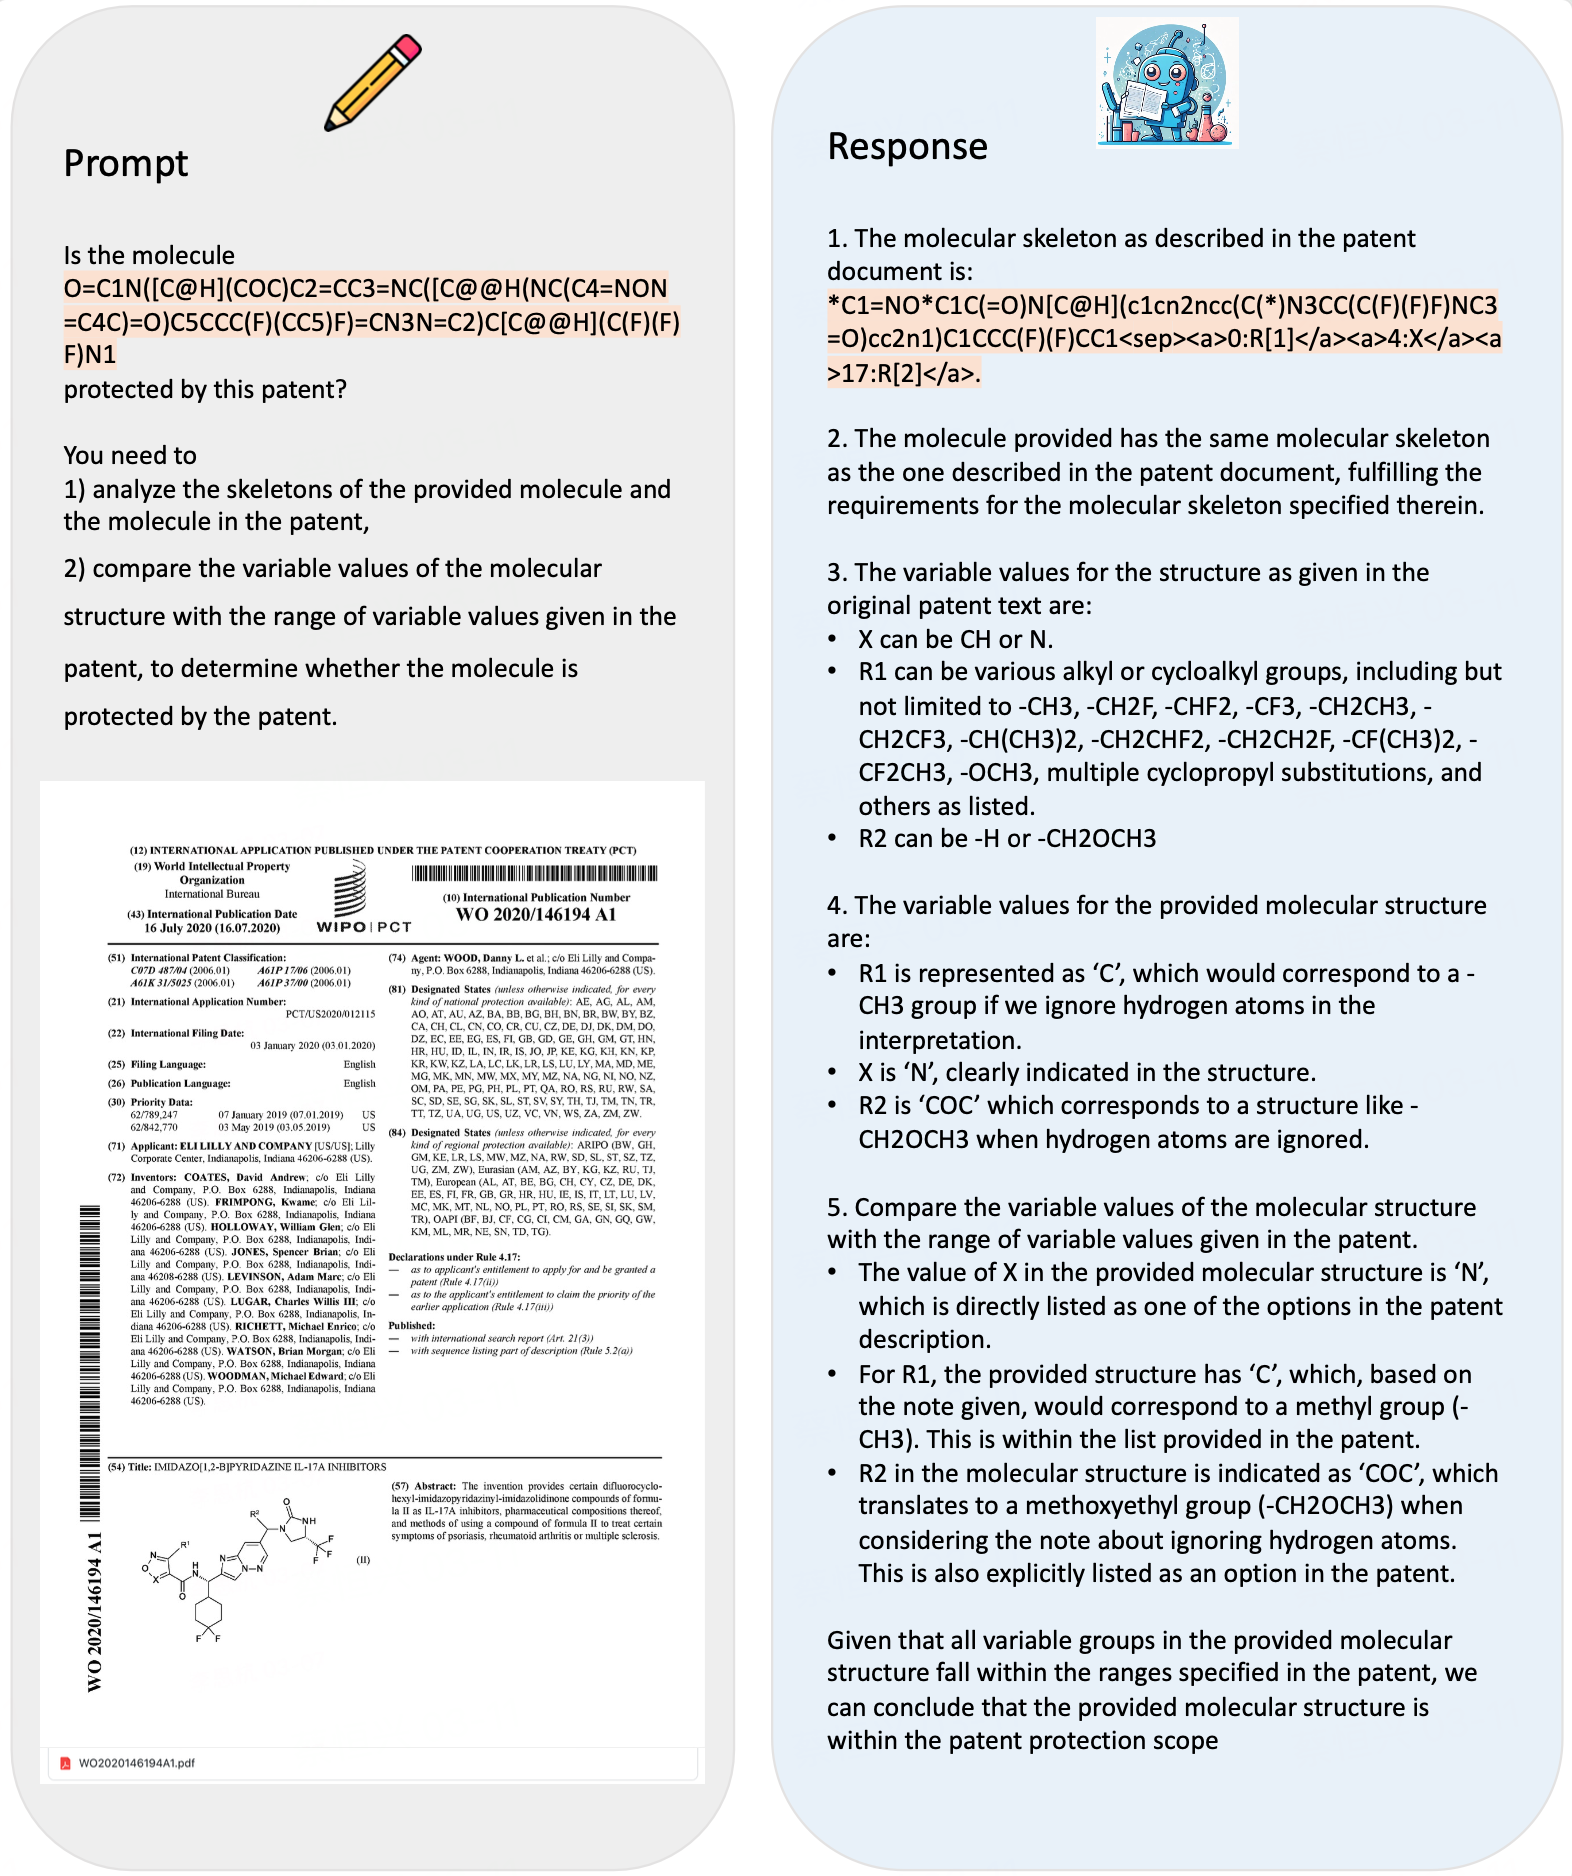 Prompt
Is the molecule
O=C1N([C@H](COC)C2=CC3=NC([C@@H(NC(C4=NON
=C4C)=O)C5CCC(F)(CC5)F)=CN3N=C2)C[C@@H](C(F)(F)
F)N1
protected by this patent?
You need to
1) analyze the skeletons of the provided molecule and
the molecule in the patent,
2) compare the variable values of the molecular
structure with the range of variable values given in the
patent, to determine whether the molecule is
protected by the patent.
(12) INTERNATIONAL APPLICATION PUBLISHED UNDER THE PATENT COOPERATION TREATY (PCT)
(19) World Intellectual Property
Organization
International Bureau
(43) International Publication Date
16 July 2020 (16.07.2020)
WIPO | PCT
(10) International Publication Number
WO 2020/146194 A1
(51) International Patent Classification:
C07D 487/04 (2006.01) A61P 17/06 (2006.01)
A61K 31/5025 (2006.01) A61P 37/00 (2006.01)
(21) International Application Number:
PCT/US2020/012115
(22) International Filing Date:
03 January 2020 (03.01.2020)
(25) Filing Language: English
(26) Publication Language: English
(30) Priority Data:
62/789,247 07 January 2019 (07.01.2019) US
62/842,770 03 May 2019 (03.05.2019) US
(71) Applicant: ELI LILLY AND COMPANY [US/US]; Lilly
Corporate Center, Indianapolis, Indiana 46206-6288 (US).
(72) Inventors: COATES, David Andrew; c/o Eli Lilly
and Company, P.O. Box 6288, Indianapolis, Indiana
46206-6288 (US). FRIMPONG, Kwame; c/o Eli Lil-
ly and Company, P.O. Box 6288, Indianapolis, Indiana
46206-6288 (US). HOLLOWAY, William Glen; c/o Eli
Lilly and Company, P.O. Box 6288, Indianapolis, Indi-
ana 46206-6288 (US). JONES, Spencer Brian; c/o Eli
Lilly and Company, P.O. Box 6288, Indianapolis, Indi-
ana 46208-6288 (US). LEVINSON, Adam Marc; c/o Eli
Lilly and Company, P.O. Box 6288, Indianapolis, Indi-
ana 46206-6288 (US). LUGAR, Charles Willis III; c/o
Eli Lilly and Company, P.O. Box 6288, Indianapolis, In-
diana 46206-6288 (US). RICHETT, Michael Enrico; c/o
Eli Lilly and Company, P.O. Box 6288, Indianapolis, Indi-
ana 46206-6288 (US). WATSON, Brian Morgan; c/o Eli
Lilly and Company, P.O. Box 6288, Indianapolis, Indiana
46206-6288 (US). WOODMAN, Michael Edward; c/o Eli
Lilly and Company, P.O. Box 6288, Indianapolis, Indiana
46206-6288 (US).
(74) Agent: WOOD, Danny L. et al.; c/o Eli Lilly and Compa-
ny, P.O. Box 6288, Indianapolis, Indiana 46206-6288 (US).
(81) Designated States (unless otherwise indicated, for every
kind of national protection available): AE, AG, AL, AM,
AO, AT, AU, AZ, BA, BB, BG, BH, BN, BR, BW, BY, BZ,
CA, CH, CL, CN, CO, CR, CU, CZ, DE, DJ, DK, DM, DO,
DZ, EC, EE, EG, ES, FI, GB, GD, GE, GH, GM, GT, HN,
HR, HU, ID, IL, IN, IR, IS, JO, JP, KE, KG, KH, KN, KP,
KR, KW, KZ, LA, LC, LK, LR, LS, LU, LY, MA, MD, ME,
MG, MK, MN, MW, MX, MY, MZ, NA, NG, NI, NO, NZ,
OM, PA, PE, PG, PH, PL, PT, QA, RO, RS, RU, RW, SA,
SC, SD, SE, SG, SK, SL, ST, SV, SY, TH, TJ, TM, TN, TR,
TT, TZ, UA, UG, US, UZ, VC, VN, WS, ZA, ZM, ZW.
(84) Designated States (unless otherwise indicated, for every
kind of regional protection available): ARIPO (BW, GH,
GM, KE, LR, LS, MW, MZ, NA, RW, SD, SL, ST, SZ, TZ,
UG, ZM, ZW), Eurasian (AM, AZ, BY, KG, KZ, RU, TJ,
TM), European (AL, AT, BE, BG, CH, CY, CZ, DE, DK,
EE, ES, FI, FR, GB, GR, HR, HU, IE, IS, IT, LT, LU, LV,
MC, MK, MT, NL, NO, PL, PT, RO, RS, SE, SI, SK, SM,
TR), OAPI (BF, BJ, CF, CG, CI, CM, GA, GN, GQ, GW,
KM, ML, MR, NE, SN, TD, TG).
Declarations under Rule 4.17:
— as to applicant's entitlement to apply for and be granted a
patent (Rule 4.17(ii))
— as to the applicant's entitlement to claim the priority of the
earlier application (Rule 4.17(iii))
Published:
— with international search report (Art. 21(3))
— with sequence listing part of description (Rule 5.2(a))
WO 2020/146194 A1
(54) Title: IMIDAZO[1,2-B]PYRIDAZINE IL-17A INHIBITORS
(57) Abstract: The invention provides certain difluorocyclo-
hexyl-imidazopyridazinyl-imidazolidinone compounds of formu-
la II as IL-17A inhibitors, pharmaceutical compositions thereof,
and methods of using a compound of formula II to treat certain
symptoms of psoriasis, rheumatoid arthritis or multiple sclerosis.
(II)
WO2020146194A1.pdf
Response
1. The molecular skeleton as described in the patent
document is:
*C1=NO*C1C(=O)N[C@H](c1cn2ncc(C(*)N3CC(C(F)(F)F)NC3
=O)cc2n1)C1CCC(F)(F)CC1<sep><a>0:R[1]</a><a>4:X</a><a
>17:R[2]</a>.
2. The molecule provided has the same molecular skeleton
as the one described in the patent document, fulfilling the
requirements for the molecular skeleton specified therein.
3. The variable values for the structure as given in the
original patent text are:
• X can be CH or N.
• R1 can be various alkyl or cycloalkyl groups, including but
not limited to -CH3, -CH2F, -CHF2, -CF3, -CH2CH3, -
CH2CF3, -CH(CH3)2, -CH2CHF2, -CH2CH2F, -CF(CH3)2, -
CF2CH3, -OCH3, multiple cyclopropyl substitutions, and
others as listed.
• R2 can be -H or -CH2OCH3
4. The variable values for the provided molecular structure
are:
• R1 is represented as ‘C’, which would correspond to a -
CH3 group if we ignore hydrogen atoms in the
interpretation.
• X is ‘N’, clearly indicated in the structure.
• R2 is ‘COC’ which corresponds to a structure like -
CH2OCH3 when hydrogen atoms are ignored.
5. Compare the variable values of the molecular structure
with the range of variable values given in the patent.
• The value of X in the provided molecular structure is ‘N’,
which is directly listed as one of the options in the patent
description.
• For R1, the provided structure has ‘C’, which, based on
the note given, would correspond to a methyl group (-
CH3). This is within the list provided in the patent.
• R2 in the molecular structure is indicated as ‘COC’, which
translates to a methoxyethyl group (-CH2OCH3) when
considering the note about ignoring hydrogen atoms.
This is also explicitly listed as an option in the patent.
Given that all variable groups in the provided molecular
structure fall within the ranges specified in the patent, we
can conclude that the provided molecular structure is
within the patent protection scope